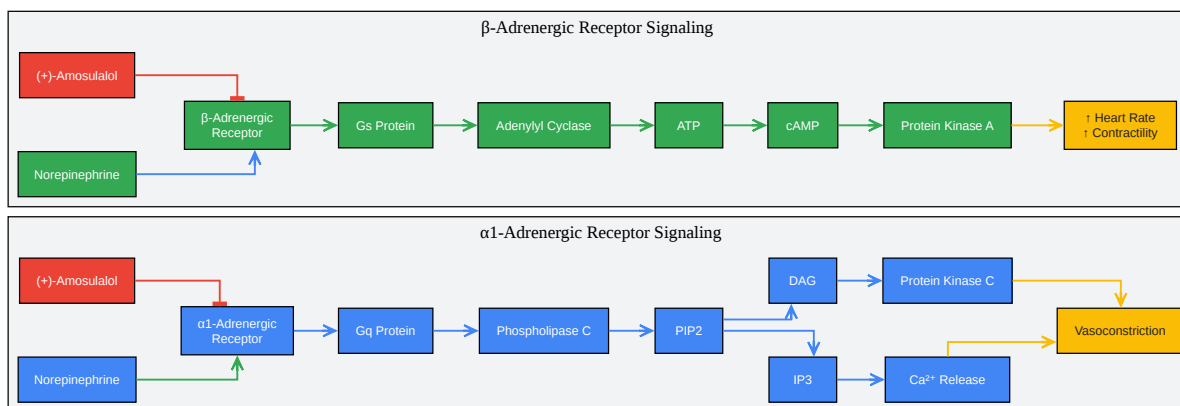 β-Adrenergic Receptor Signaling
(+)-Amosulalol
β-Adrenergic
Receptor
Gs Protein
Adenylyl Cyclase
ATP
cAMP
Protein Kinase A
↑ Heart Rate
↑ Contractility
Norepinephrine
α1-Adrenergic Receptor Signaling
(+)-Amosulalol
DAG
Protein Kinase C
α1-Adrenergic
Receptor
Gq Protein
Phospholipase C
PIP2
Vasoconstriction
Norepinephrine
IP3
Ca²⁺ Release